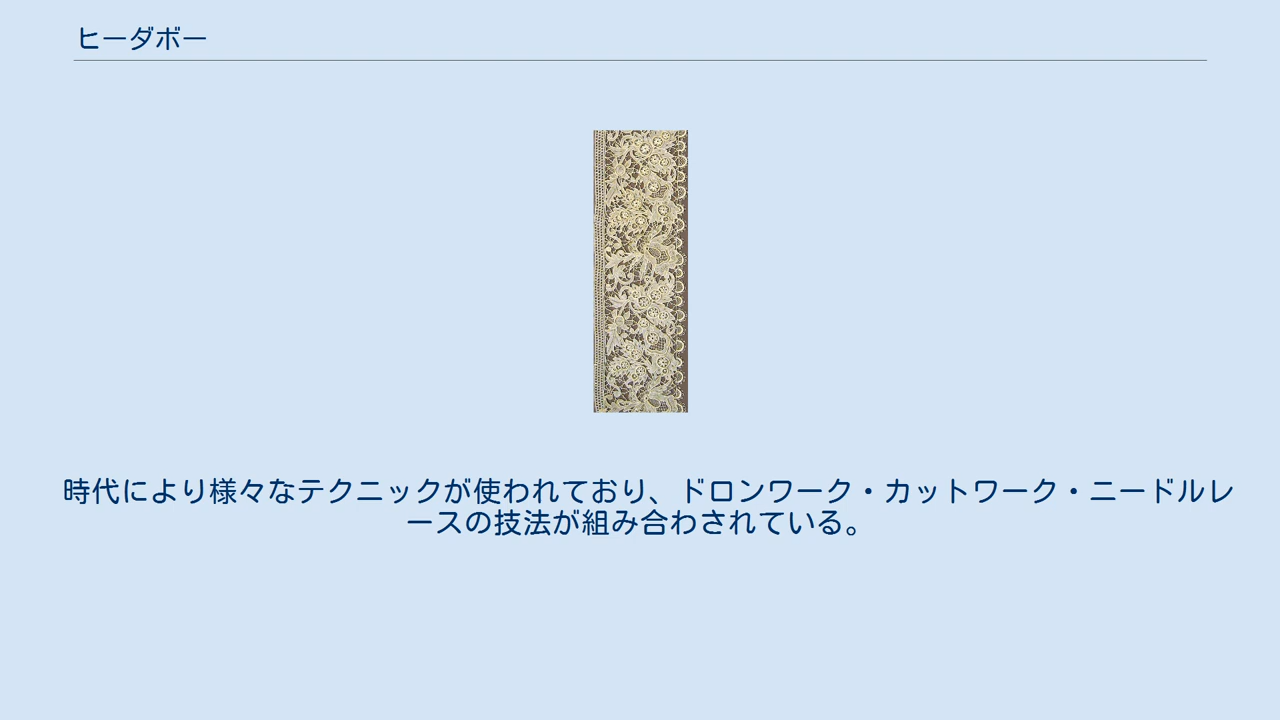 ヒーダボー
時代により様々なテクニックが使われており、ドロンワーク・カットワーク・ニードルレ
ースの技法が組み合わされている。